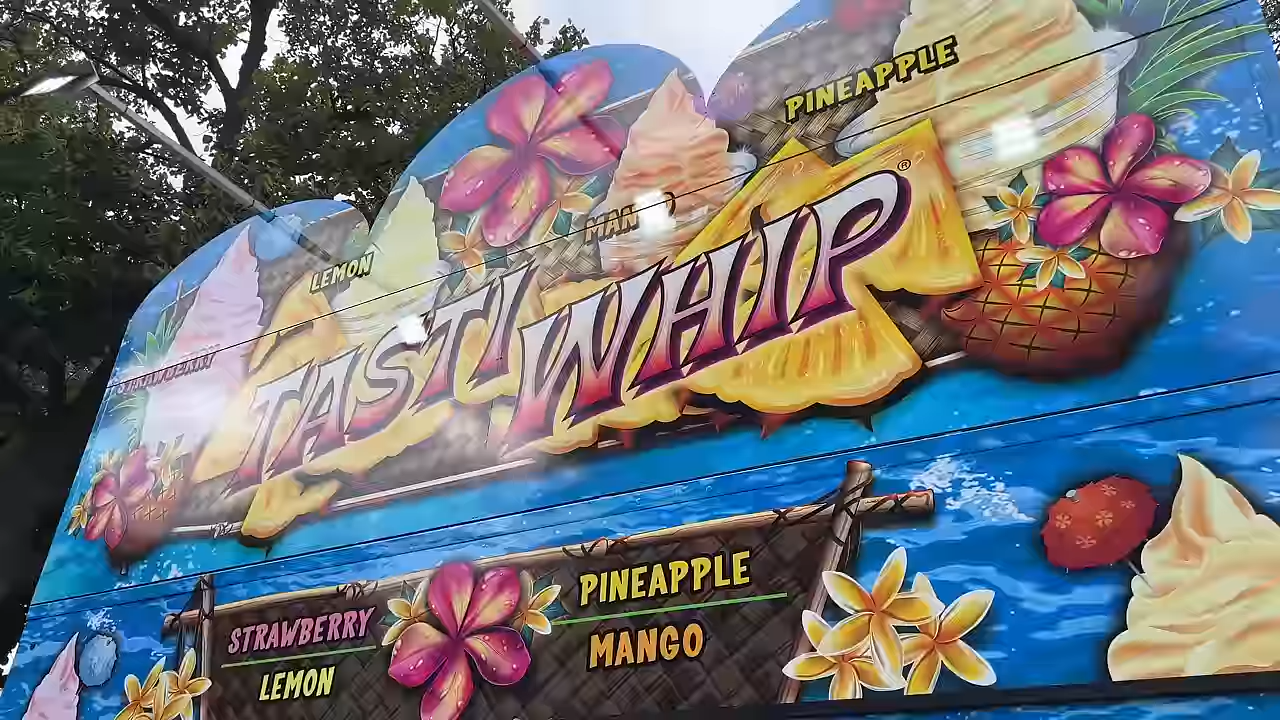 PINEAPPLE
MANGO
LEMON
STRAWBERRY
TASTI WHIP®
STRAWBERRY
LEMON
PINEAPPLE
MANGO